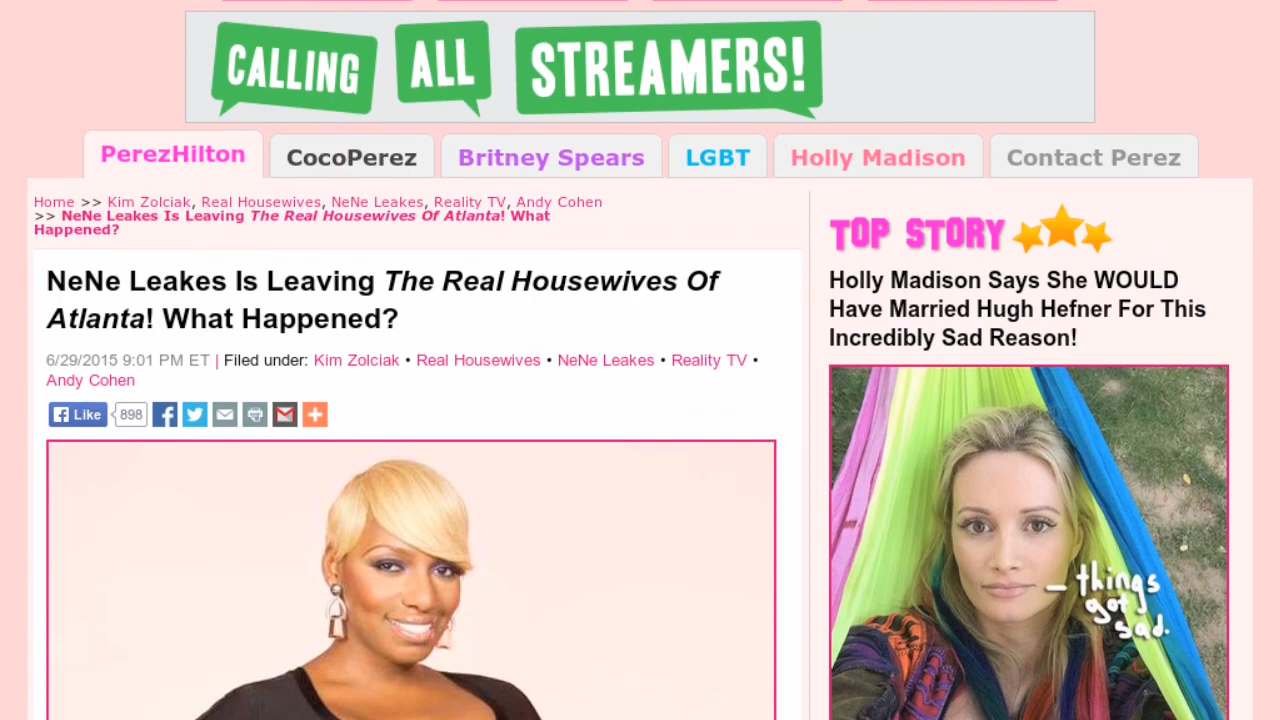 CALLING ALL STREAMERS!
PerezHilton CocoPerez Britney Spears LGBT Holly Madison Contact Perez
Home >> Kim Zolciak, Real Housewives, NeNe Leakes, Reality TV, Andy Cohen
>> NeNe Leakes Is Leaving The Real Housewives Of Atlanta! What
Happened?
NeNe Leakes Is Leaving The Real Housewives Of
Atlanta! What Happened?
6/29/2015 9:01 PM ET | Filed under: Kim Zolciak • Real Housewives • NeNe Leakes • Reality TV •
Andy Cohen
Like 898
TOP STORY
Holly Madison Says She WOULD
Have Married Hugh Hefner For This
Incredibly Sad Reason!
– things
got
sad.